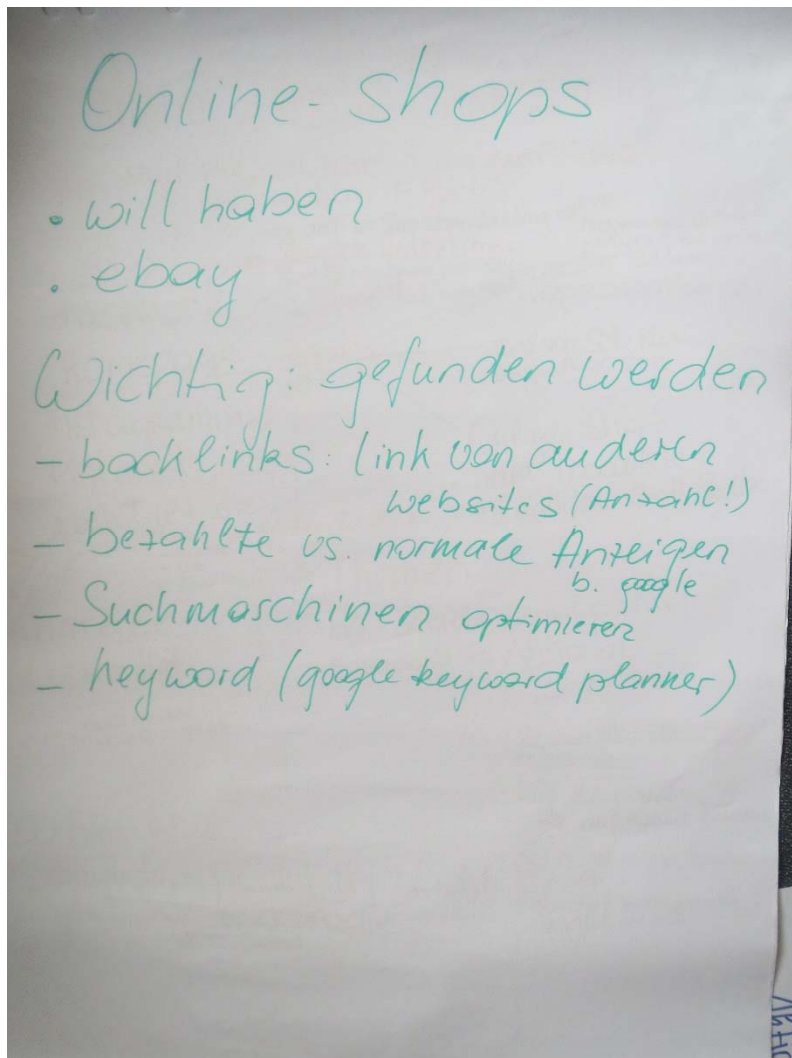 Online-shops
• will haben
• ebay
Wichtig: gefunden werden
- backlinks: link von anderen
websites (Anzahl!)
- bezahlte vs. normale Anzeigen
b. google
- Suchmaschinen optimieren
- keyword (google keyword planner)